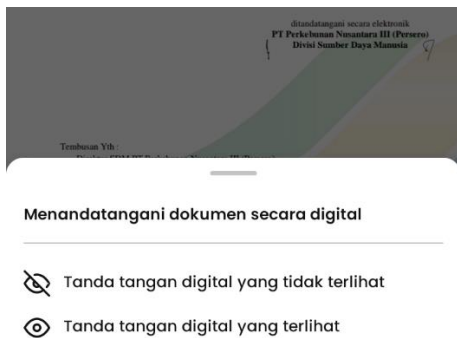 ditandatangani secara elektronik
PT Perkebunan Nusantara III (Persero)
Divisi Sumber Daya Manusia
Tembusan Yth :
Menandatangani dokumen secara digital
Tanda tangan digital yang tidak terlihat
Tanda tangan digital yang terlihat